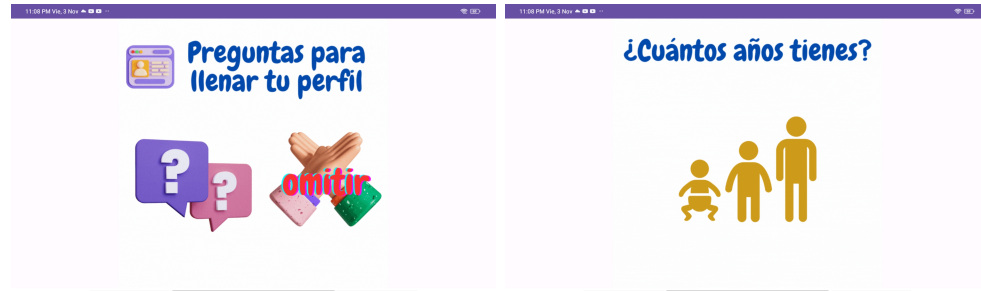 11:08 PM Vie, 3 Nov
Preguntas para
llenar tu perfil
? ?
omitir
11:08 PM Vie, 3 Nov
¿Cuántos años tienes?